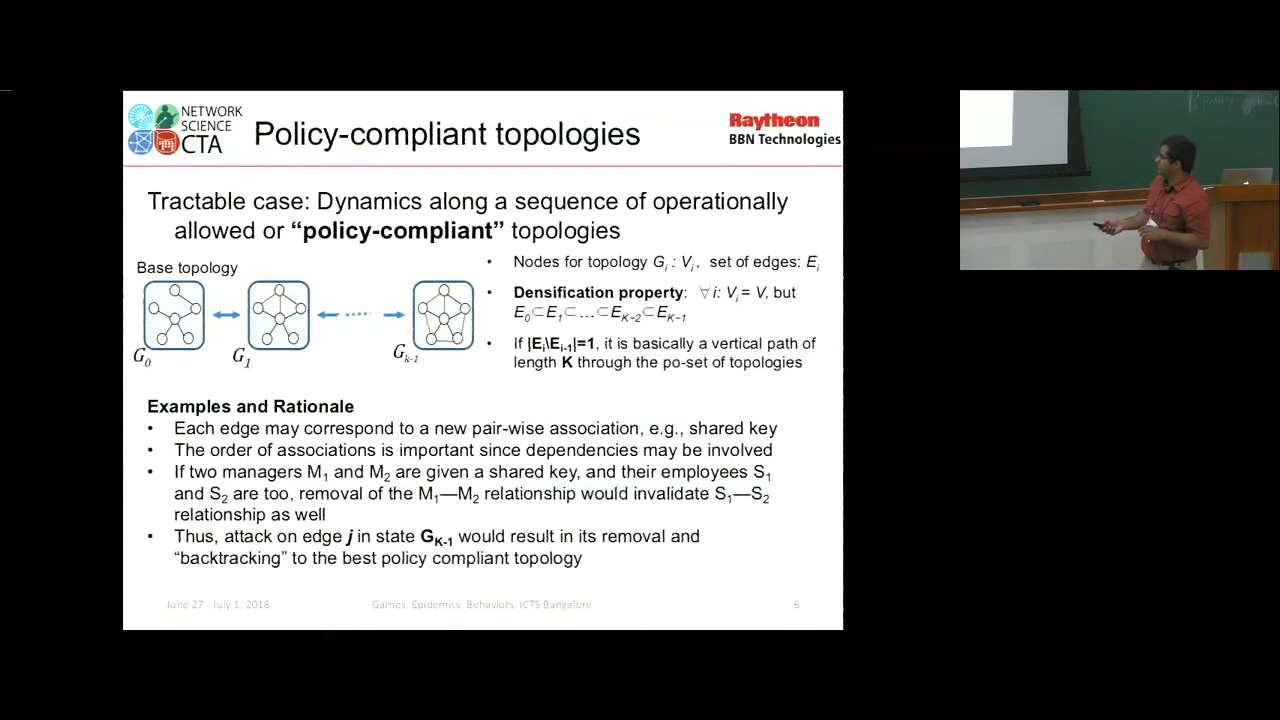 NETWORK
SCIENCE
CTA
Policy-compliant topologies
Raytheon
BBN Technologies
Tractable case: Dynamics along a sequence of operationally
allowed or “policy-compliant” topologies
Base topology
G0
G1
Gk-1
• Nodes for topology Gi : Vi, set of edges: Ei
• Densification property: ∀ i: Vi = V, but
E0⊂E1⊂ …⊂EK−2⊂EK−1
• If |Ei\Ei-1|=1, it is basically a vertical path of
length K through the po-set of topologies
Examples and Rationale
• Each edge may correspond to a new pair-wise association, e.g., shared key
• The order of associations is important since dependencies may be involved
• If two managers M1 and M2 are given a shared key, and their employees S1
and S2 are too, removal of the M1—M2 relationship would invalidate S1—S2
relationship as well
• Thus, attack on edge j in state GK-1 would result in its removal and
“backtracking” to the best policy compliant topology
June 27 - July 1, 2016
Games, Epidemics, Behaviors, ICTS Bangalore
6